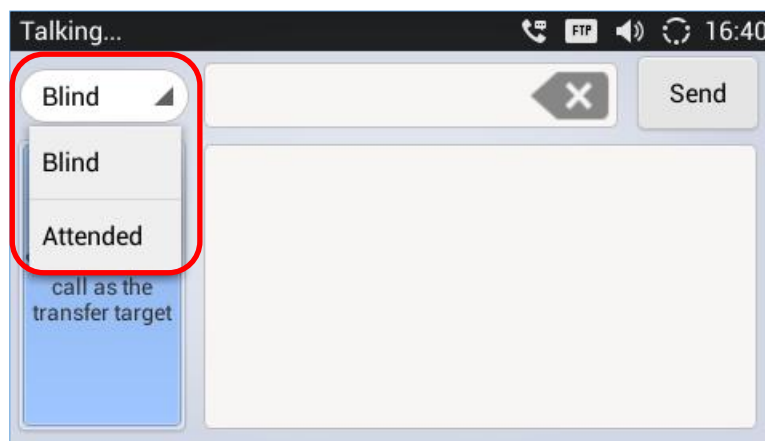 Talking...
FTP
16:40
Blind
Send
Blind
Attended
call as the
transfer target